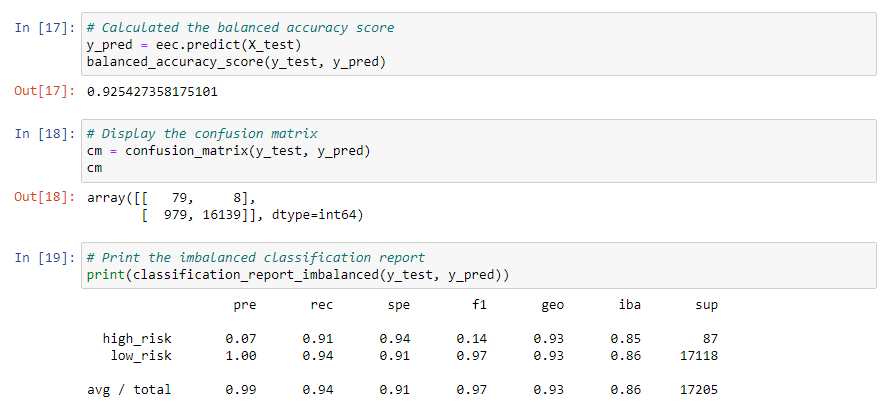 In [17]: # Calculated the balanced accuracy score
y_pred = eec.predict(X_test)
balanced_accuracy_score(y_test, y_pred)
Out[17]: 0.925427358175101
In [18]: # Display the confusion matrix
cm = confusion_matrix(y_test, y_pred)
cm
Out[18]: array([[   79,     8],
       [  979, 16139]], dtype=int64)
In [19]: # Print the imbalanced classification report
print(classification_report_imbalanced(y_test, y_pred))
pre rec spe f1 geo iba sup
high_risk 0.07 0.91 0.94 0.14 0.93 0.85 87
low_risk 1.00 0.94 0.91 0.97 0.93 0.86 17118
avg / total 0.99 0.94 0.91 0.97 0.93 0.86 17205